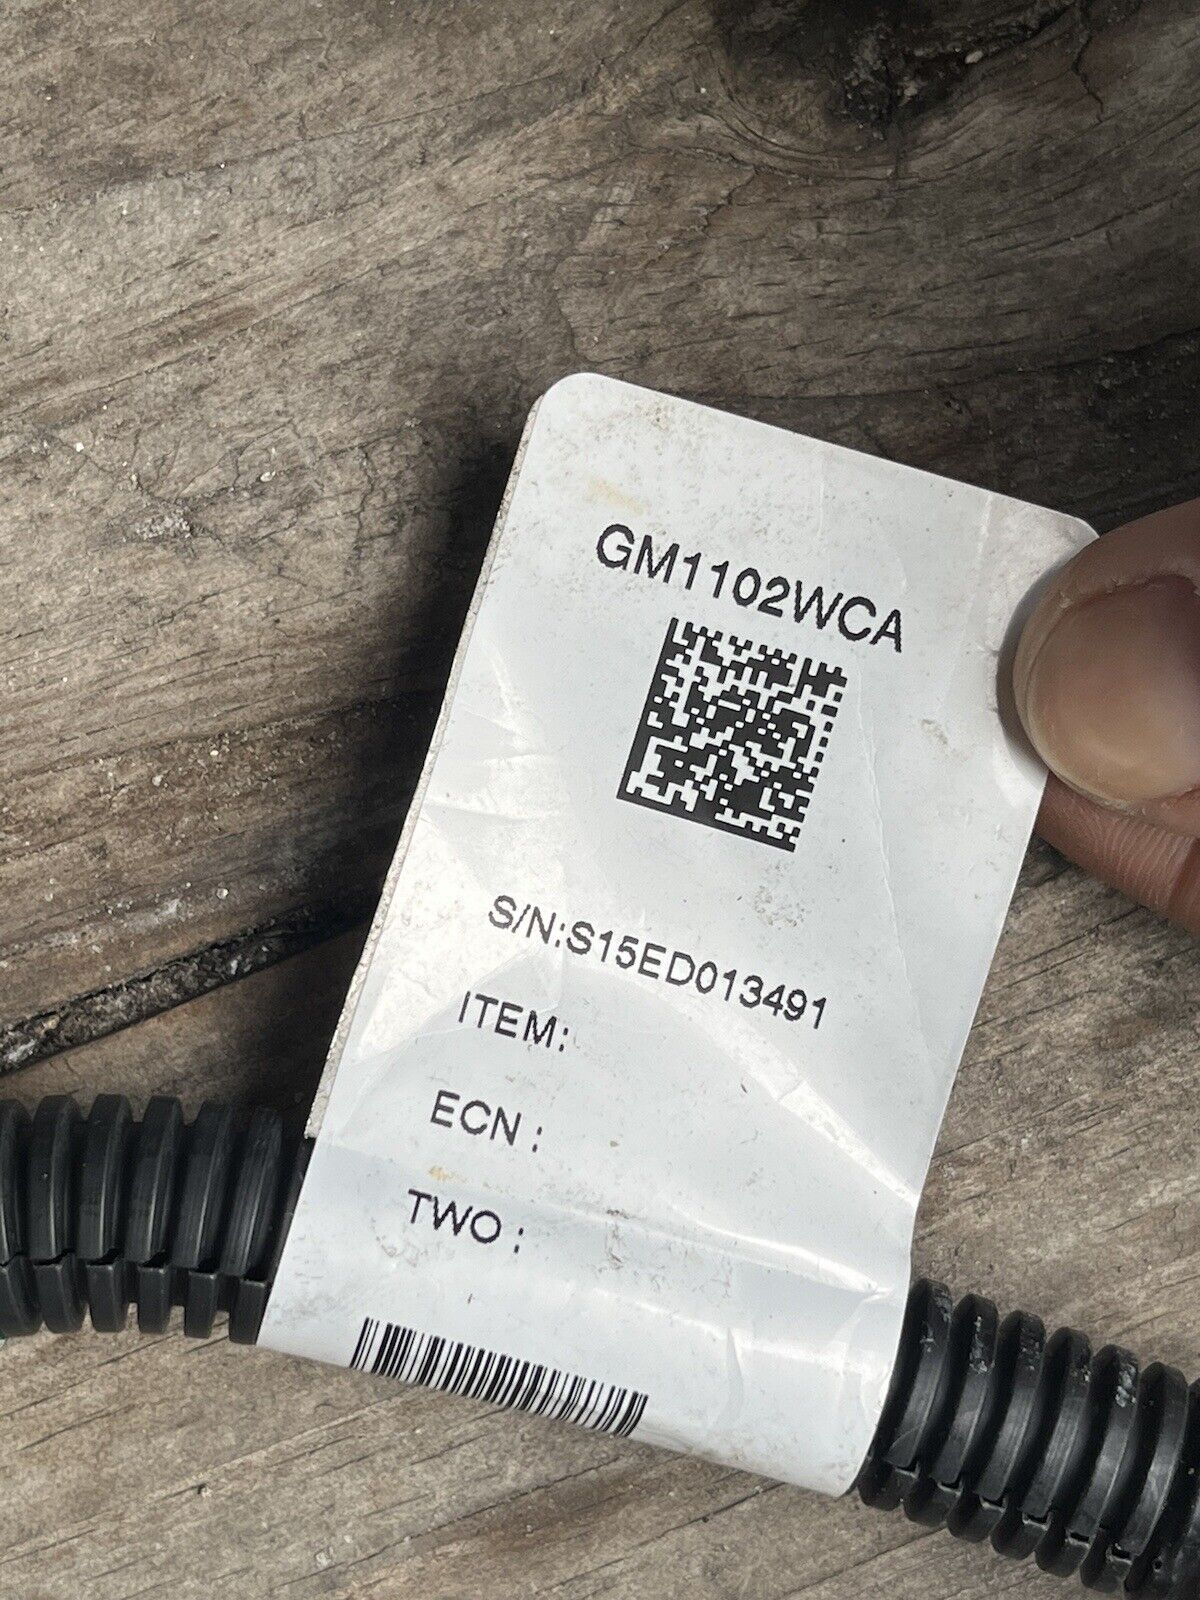 GM1102WCA
S/N:S15ED013491
ITEM:
ECN :
TWO :